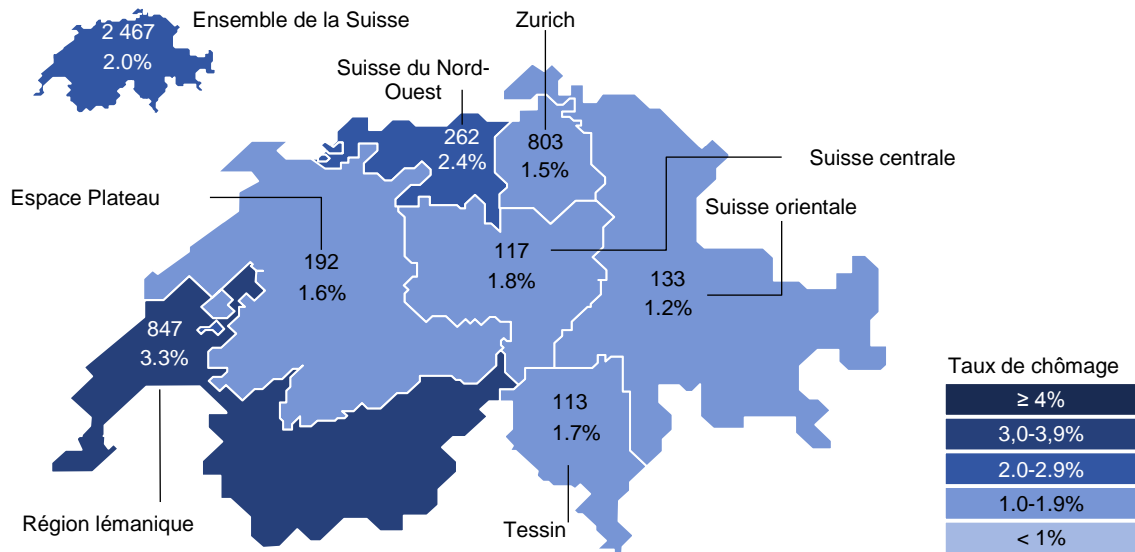 Ensemble de la Suisse
2 467
2.0%
Zurich
Suisse du Nord-
Ouest
262
2.4%
803
1.5%
Suisse centrale
Espace Plateau
Suisse orientale
192
1.6%
117
1.8%
133
1.2%
847
3.3%
113
1.7%
Région lémanique
Tessin
Taux de chômage
≥ 4%
3,0-3,9%
2.0-2.9%
1.0-1.9%
< 1%